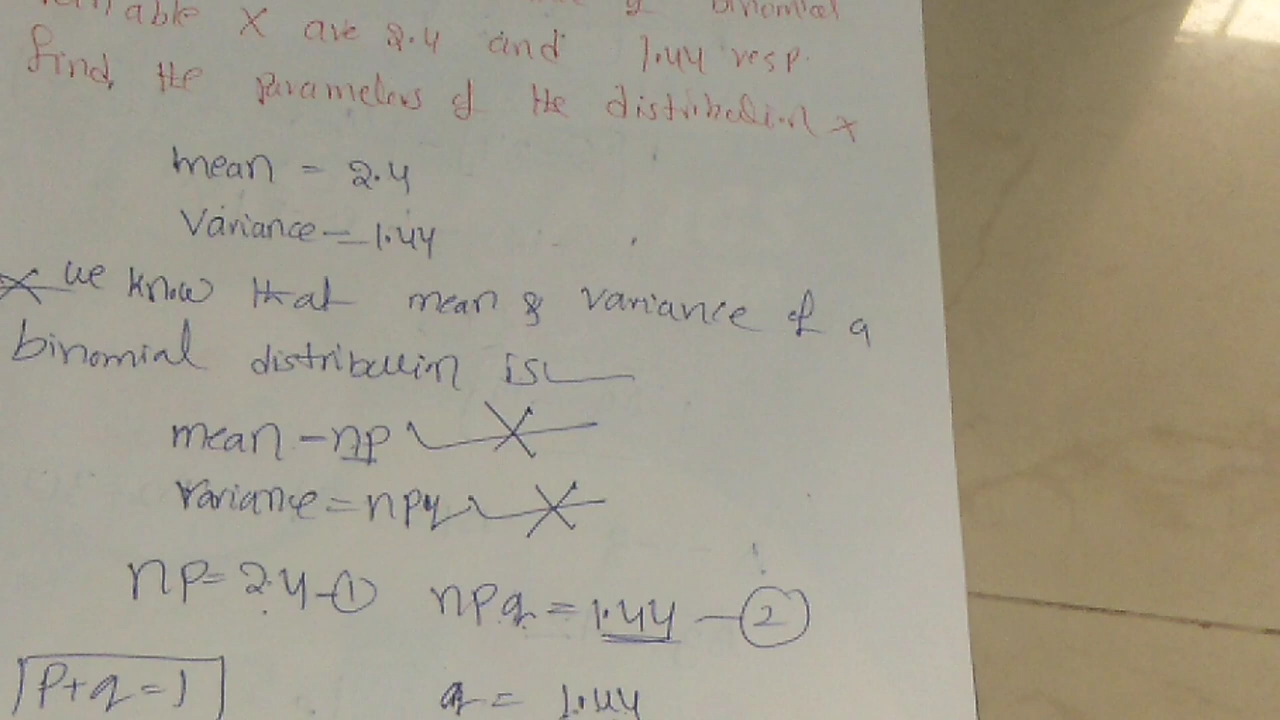 able X are 2.4 and 1.44 resp.
find, the parameters of the distribution x
mean = 2.4
Variance = 1.44
we know that mean & variance of a
binomial distribution is
mean - np
variance = npq
np = 2.4 - ① npq = 1.44 - ②
p+q=1
q = 1.44